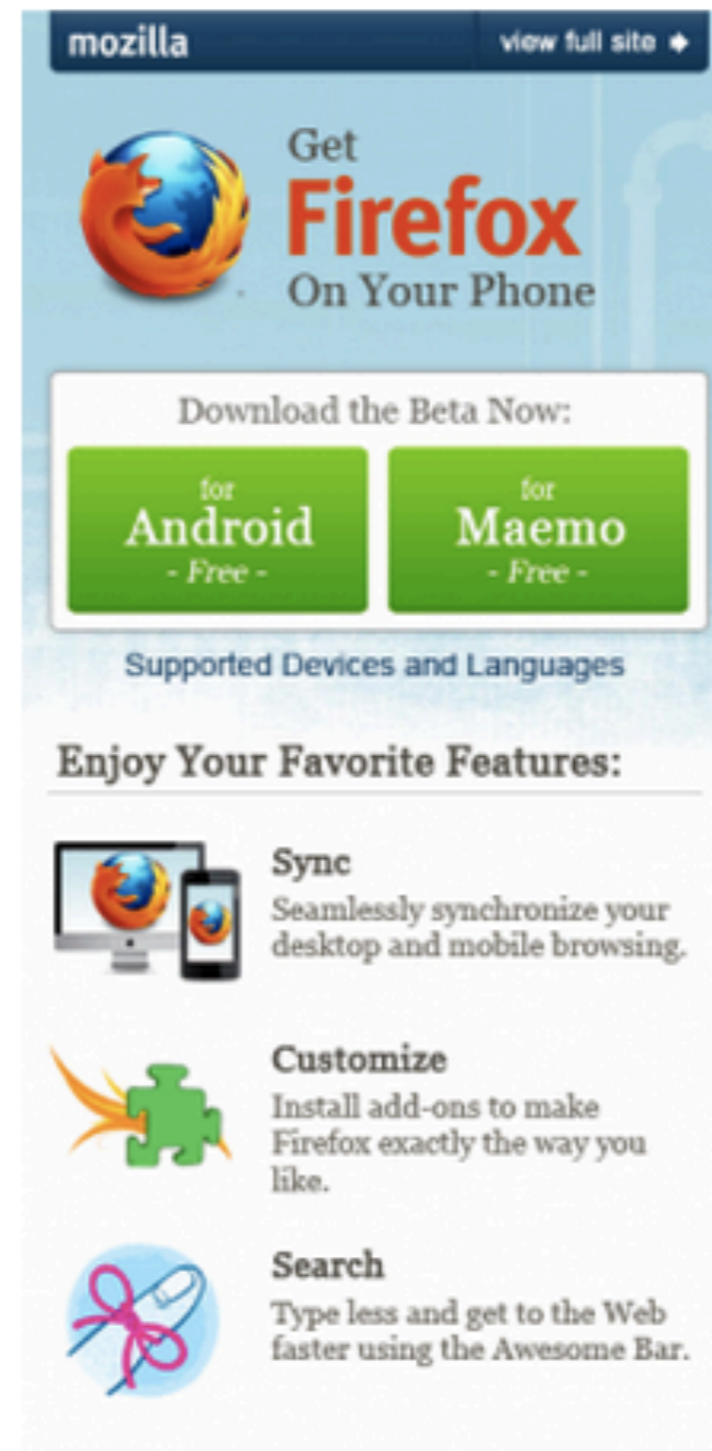 mozilla view full site
Get
Firefox
On Your Phone
Download the Beta Now:
for
Android
- Free -
for
Maemo
- Free -
Supported Devices and Languages
Enjoy Your Favorite Features:
Sync
Seamlessly synchronize your
desktop and mobile browsing.
Customize
Install add-ons to make
Firefox exactly the way you
like.
Search
Type less and get to the Web
faster using the Awesome Bar.